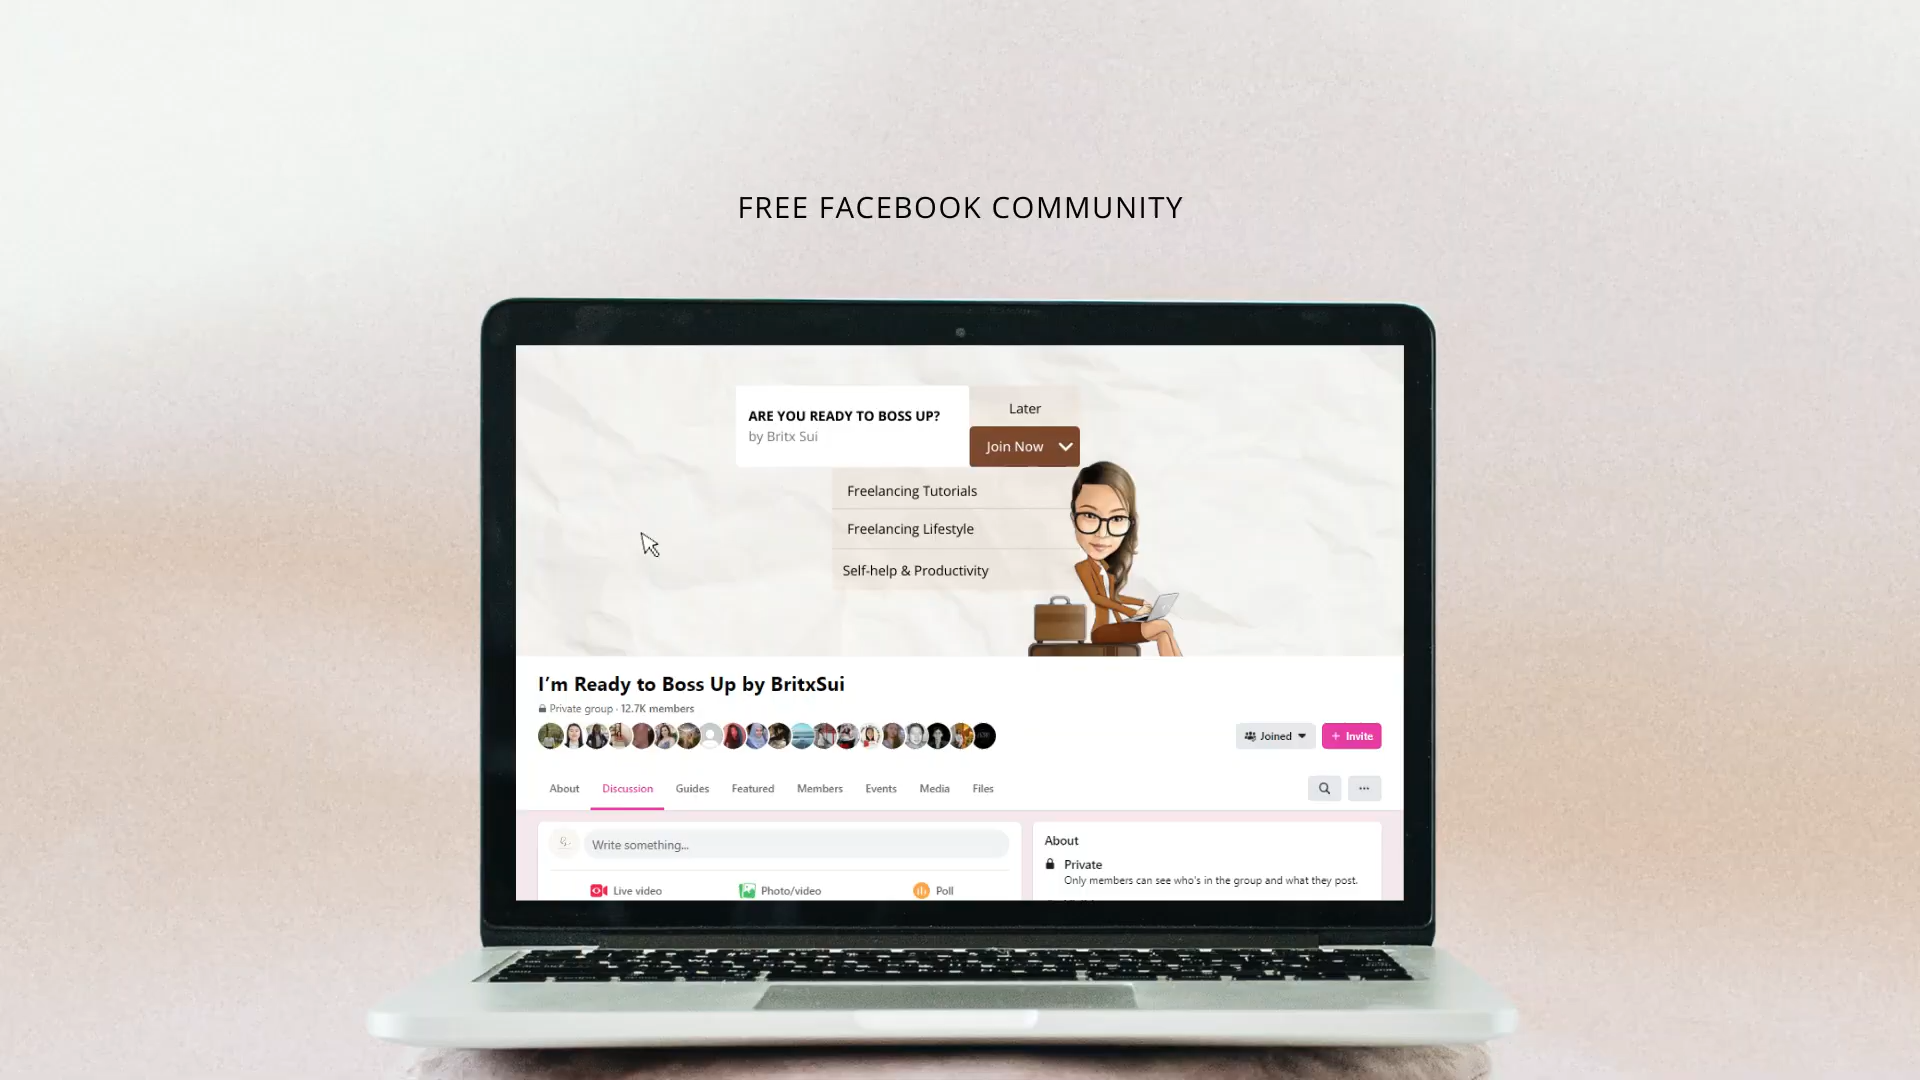 FREE FACEBOOK COMMUNITY
ARE YOU READY TO BOSS UP?
by Britx Sui
Later
Join Now
Freelancing Tutorials
Freelancing Lifestyle
Self-help & Productivity
I'm Ready to Boss Up by BritxSui
Private group · 12.7K members
Joined
+ Invite
About Discussion Guides Featured Members Events Media Files
Write something...
Live video Photo/video Poll
About
Private
Only members can see who's in the group and what they post.